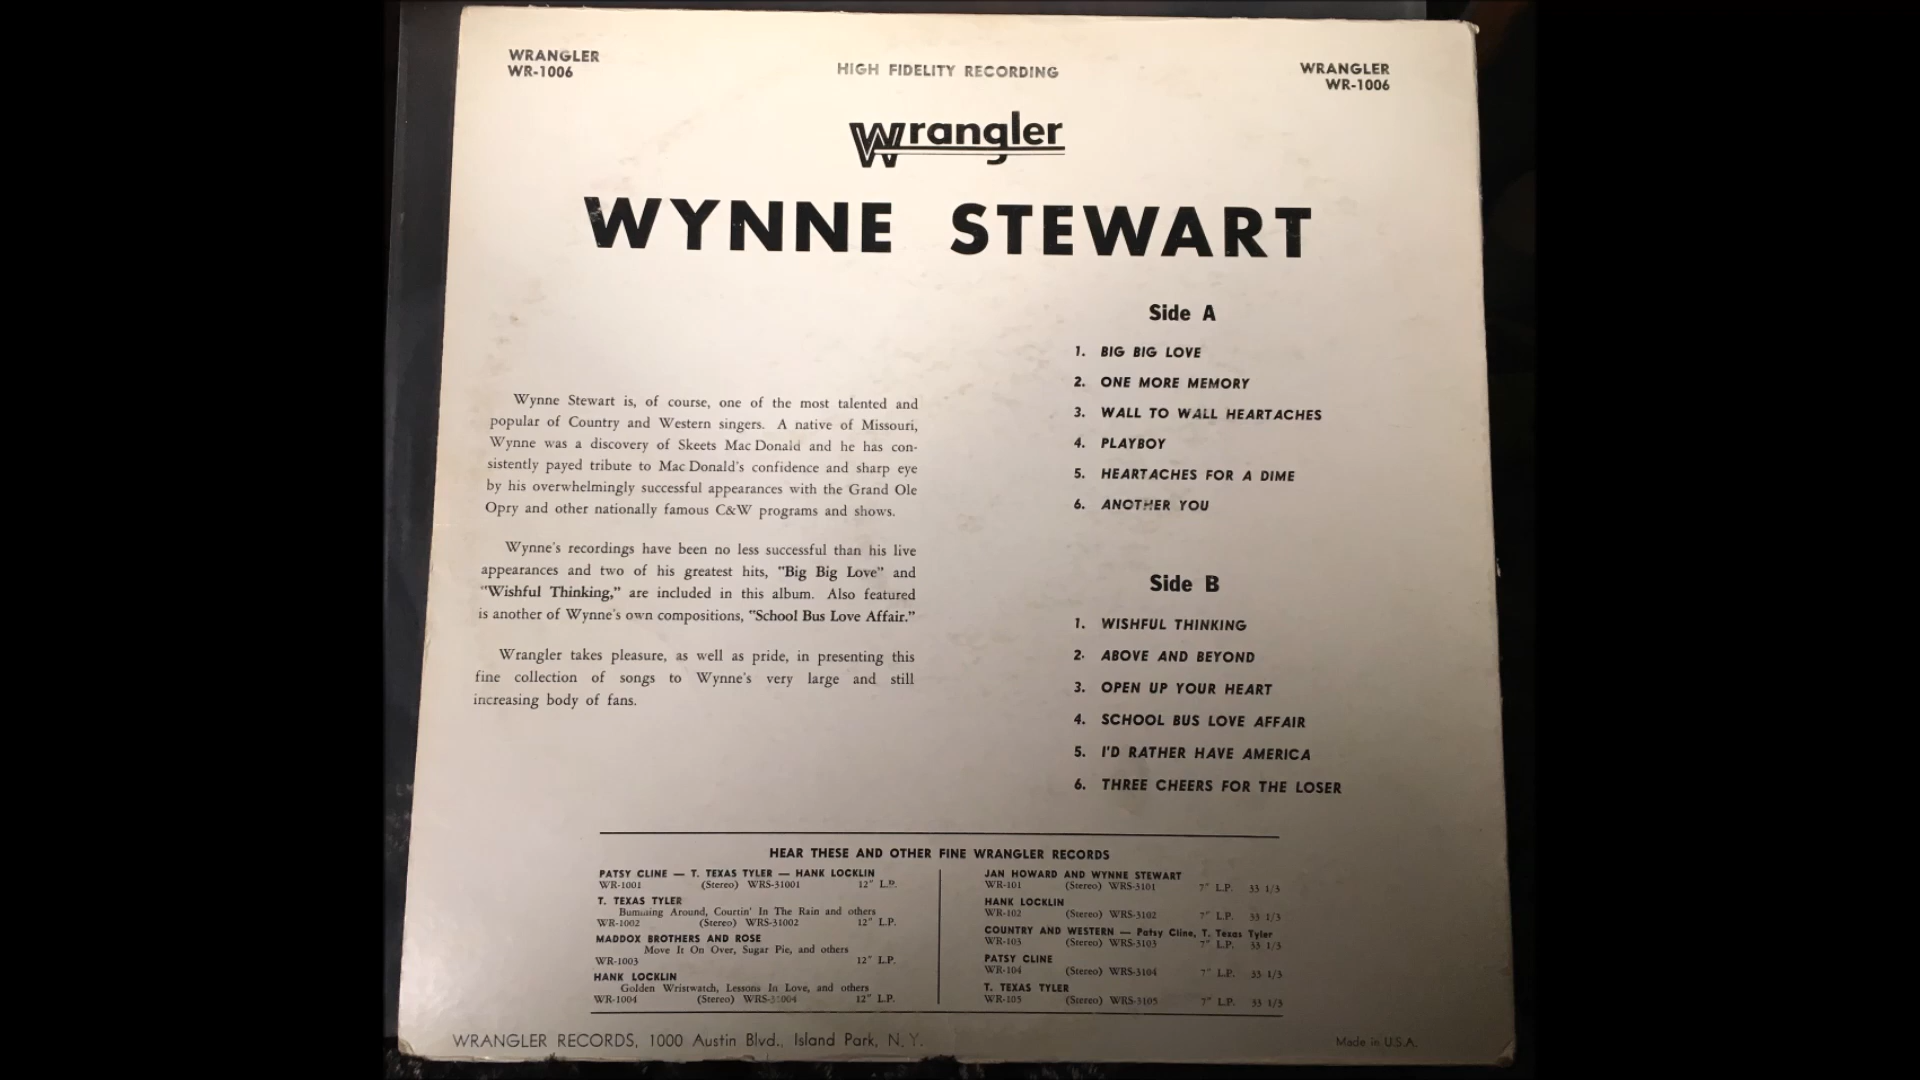 WRANGLER
WR-1006
HIGH FIDELITY RECORDING
WRANGLER
WR-1006
Wrangler
WYNNE STEWART
Wynne Stewart is, of course, one of the most talented and
popular of Country and Western singers. A native of Missouri,
Wynne was a discovery of Skeets Mac Donald and he has con-
sistently payed tribute to Mac Donald's confidence and sharp eye
by his overwhelmingly successful appearances with the Grand Ole
Opry and other nationally famous C&W programs and shows.
Wynne's recordings have been no less successful than his live
appearances and two of his greatest hits, "Big Big Love" and
"Wishful Thinking," are included in this album. Also featured
is another of Wynne's own compositions, "School Bus Love Affair."
Wrangler takes pleasure, as well as pride, in presenting this
fine collection of songs to Wynne's very large and still
increasing body of fans.
Side A
1. BIG BIG LOVE
2. ONE MORE MEMORY
3. WALL TO WALL HEARTACHES
4. PLAYBOY
5. HEARTACHES FOR A DIME
6. ANOTHER YOU
Side B
1. WISHFUL THINKING
2. ABOVE AND BEYOND
3. OPEN UP YOUR HEART
4. SCHOOL BUS LOVE AFFAIR
5. I'D RATHER HAVE AMERICA
6. THREE CHEERS FOR THE LOSER
HEAR THESE AND OTHER FINE WRANGLER RECORDS
PATSY CLINE — T. TEXAS TYLER — HANK LOCKLIN
WR-1001 (Stereo) WRS-31001 12" L.P.
T. TEXAS TYLER
Bumming Around, Courtin' In The Rain and others
WR-1002 (Stereo) WRS-31002 12" L.P.
MADDOX BROTHERS AND ROSE
Move It On Over, Sugar Pie, and others
WR-1003 12" L.P.
HANK LOCKLIN
Golden Wristwatch, Lessons In Love, and others
WR-1004 (Stereo) WRS-31004 12" L.P.
JAN HOWARD AND WYNNE STEWART
WR-101 (Stereo) WRS-3101 7" L.P. 33 1/3
HANK LOCKLIN
WR-102 (Stereo) WRS-3102 7" L.P. 33 1/3
COUNTRY AND WESTERN — Patsy Cline, T. Texas Tyler
WR-103 (Stereo) WRS-3103 7" L.P. 33 1/3
PATSY CLINE
WR-104 (Stereo) WRS-3104 7" L.P. 33 1/3
T. TEXAS TYLER
WR-105 (Stereo) WRS-3105 7" L.P. 33 1/3
WRANGLER RECORDS, 1000 Austin Blvd., Island Park, N.Y.
Made in U.S.A.